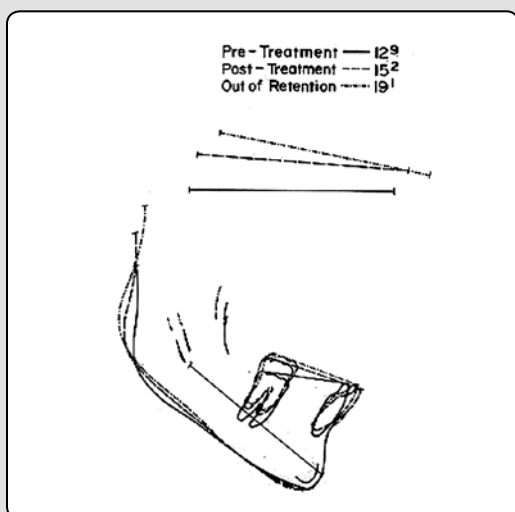 Pre-Treatment —— 12⁹
Post-Treatment --- 15²
Out of Retention -·-·- 19¹